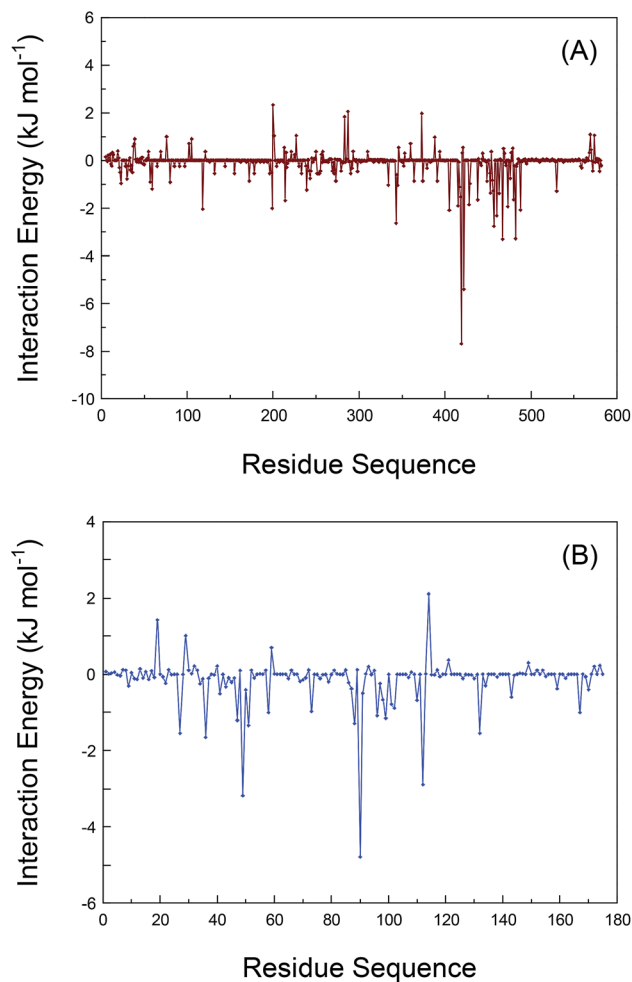 (A)
Interaction Energy (kJ mol⁻¹)
6
4
2
0
-2
-4
-6
-8
-10
0 100 200 300 400 500 600
Residue Sequence
(B)
Interaction Energy (kJ mol⁻¹)
4
2
0
-2
-4
-6
0 20 40 60 80 100 120 140 160 180
Residue Sequence